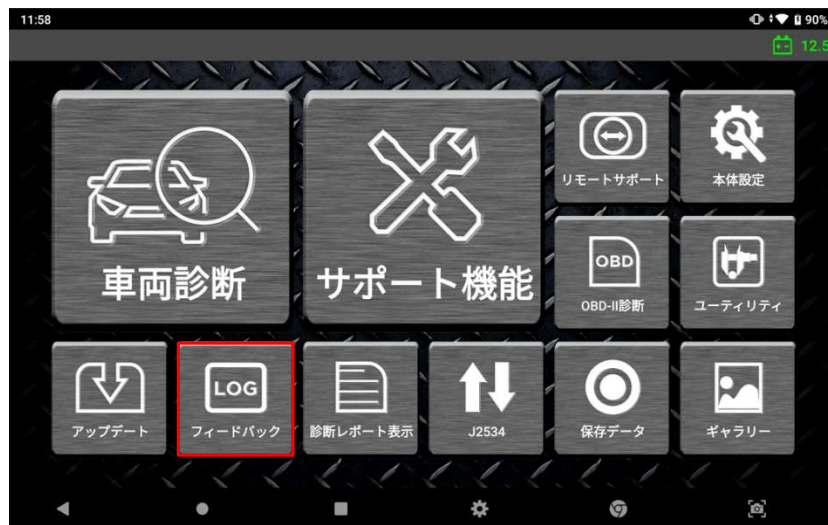 11:58
90%
12.5
車両診断
サポート機能
リモートサポート
本体設定
OBD
OBD-II診断
ユーティリティ
アップデート
LOG
フィードバック
診断レポート表示
J2534
保存データ
ギャラリー